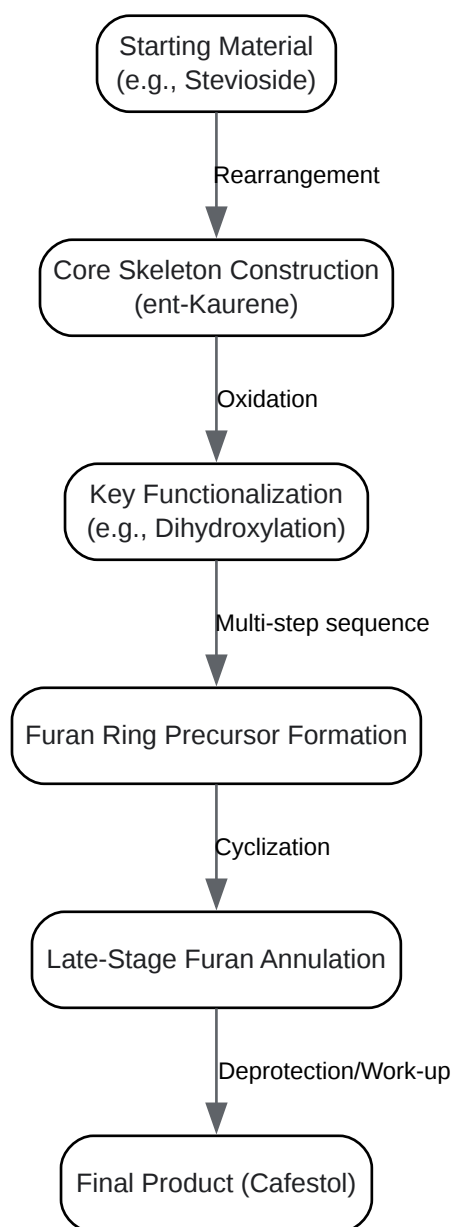 Starting Material
(e.g., Stevioside)
Rearrangement
Core Skeleton Construction
(ent-Kaurene)
Oxidation
Key Functionalization
(e.g., Dihydroxylation)
Multi-step sequence
Furan Ring Precursor Formation
Cyclization
Late-Stage Furan Annulation
Deprotection/Work-up
Final Product (Cafestol)